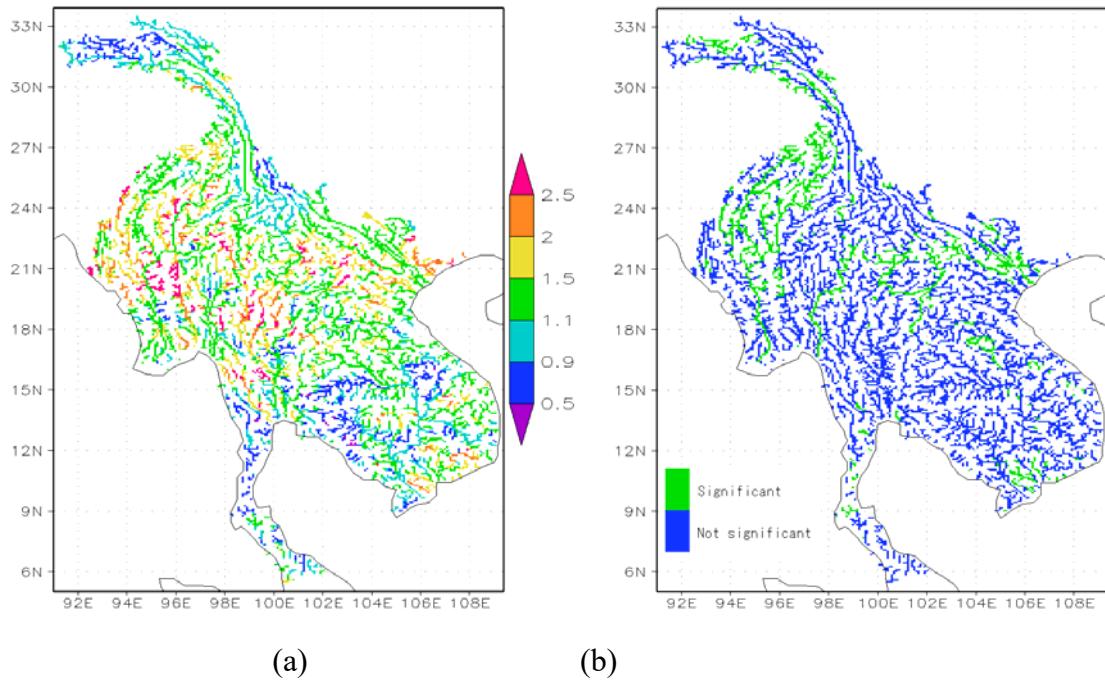 33N
30N
27N
24N
21N
18N
15N
12N
9N
6N
92E 94E 96E 98E 100E 102E 104E 106E 108E
2.5
2
1.5
1.1
0.9
0.5
33N
30N
27N
24N
21N
18N
15N
12N
9N
6N
Significant
Not significant
92E 94E 96E 98E 100E 102E 104E 106E 108E
(a) (b)